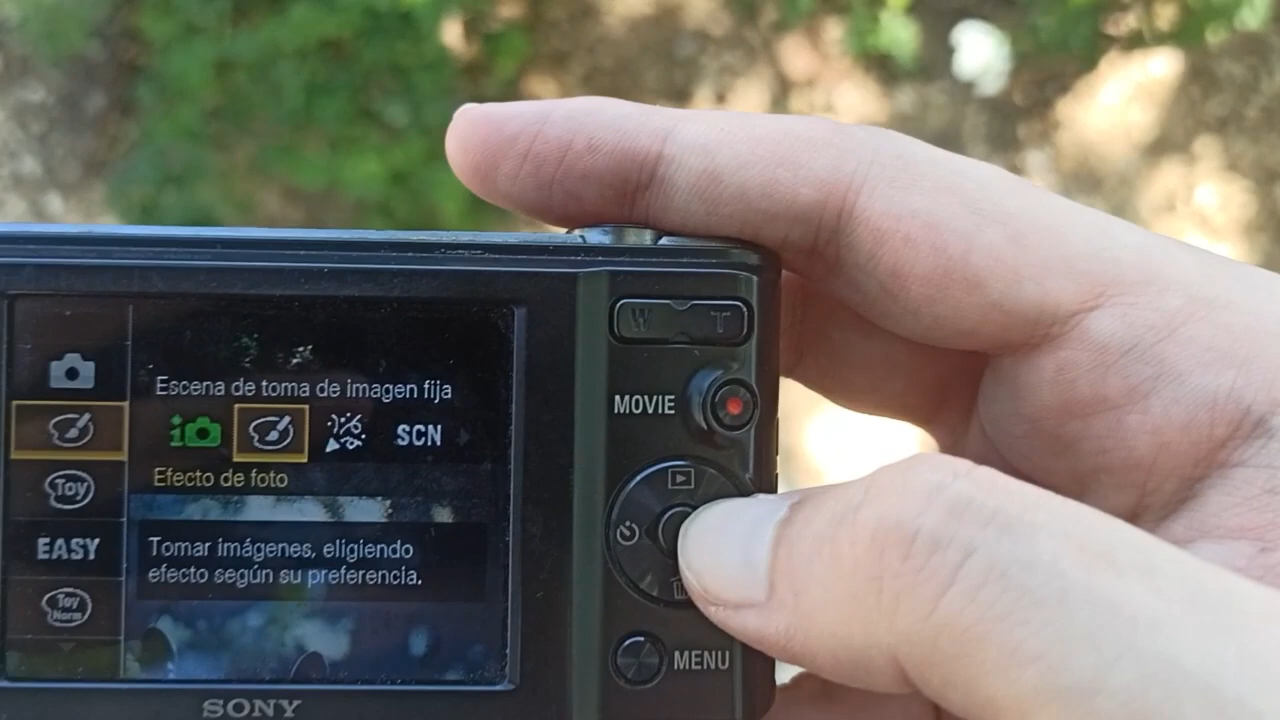 W T
Escena de toma de imagen fija
MOVIE
i SCN
Efecto de foto
Toy
EASY
Tomar imágenes, eligiendo
efecto según su preferencia.
Toy
Norm
MENU
SONY